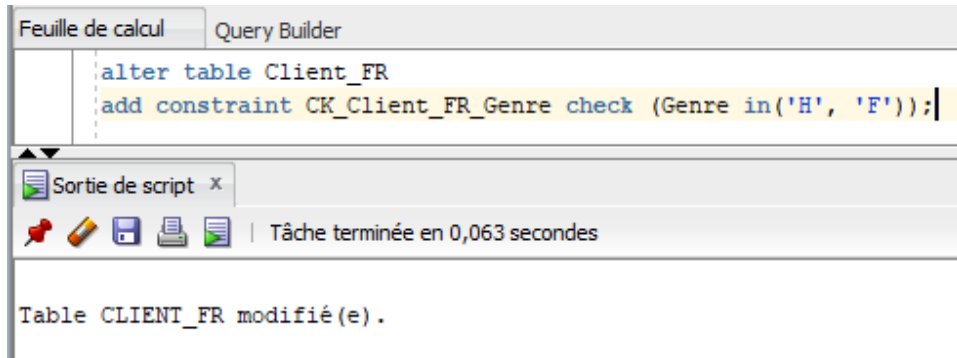 Feuille de calcul Query Builder
alter table Client_FR
add constraint CK_Client_FR_Genre check (Genre in('H', 'F'));
Sortie de script x
Tâche terminée en 0,063 secondes
Table CLIENT_FR modifié(e).